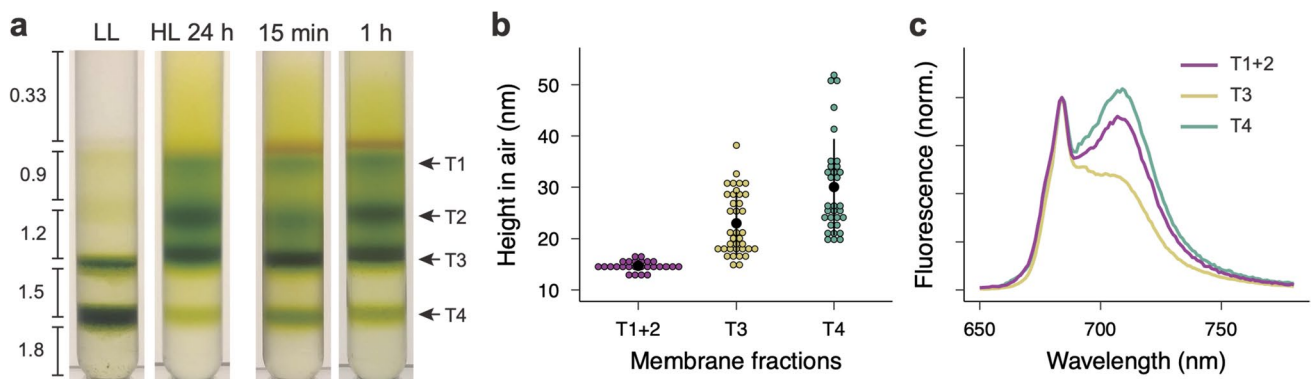 a
LL
HL 24 h
15 min
1 h
0.33
0.9
1.2
1.5
1.8
T1
T2
T3
T4
b
Height in air (nm)
50
40
30
20
10
T1+2
T3
T4
Membrane fractions
c
Fluorescence (norm.)
T1+2
T3
T4
650
700
750
Wavelength (nm)